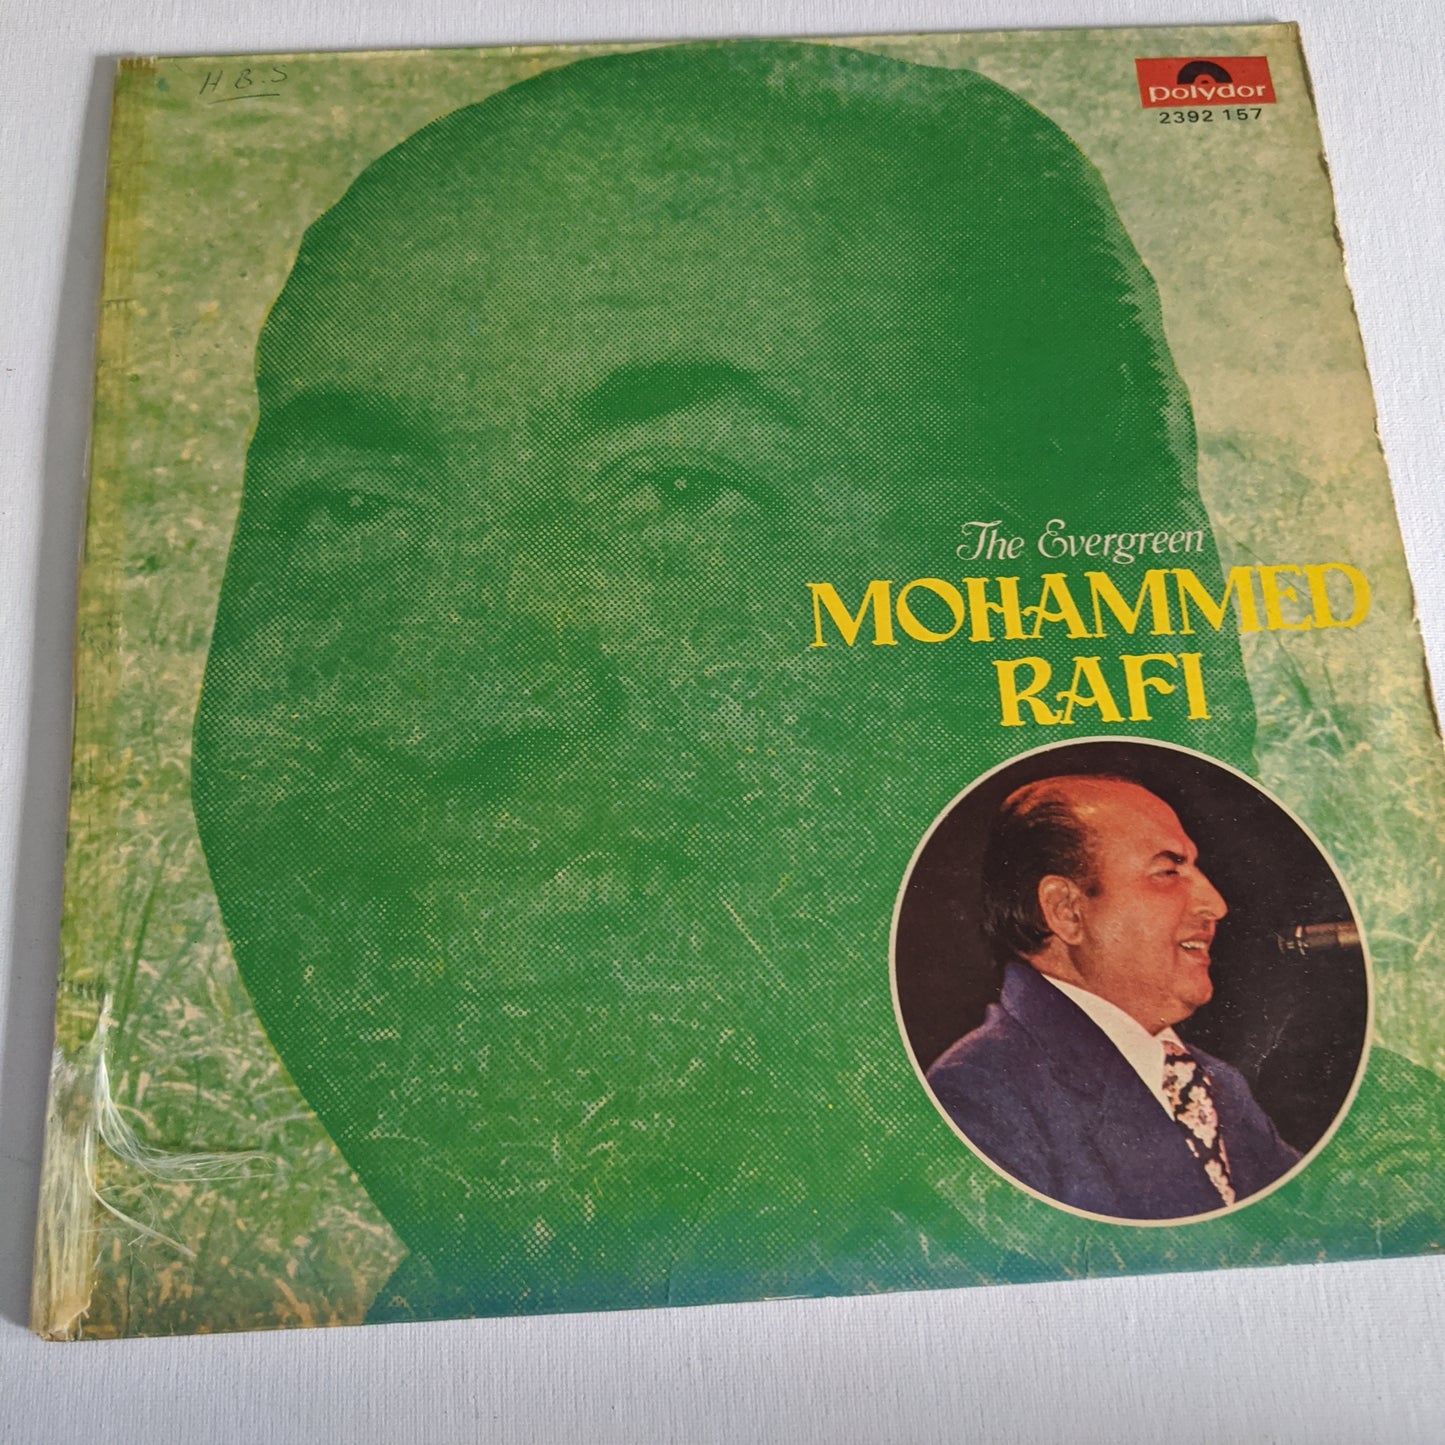 H B.S
polydor
2392 157
The Evergreen
MOHAMMED
RAFI